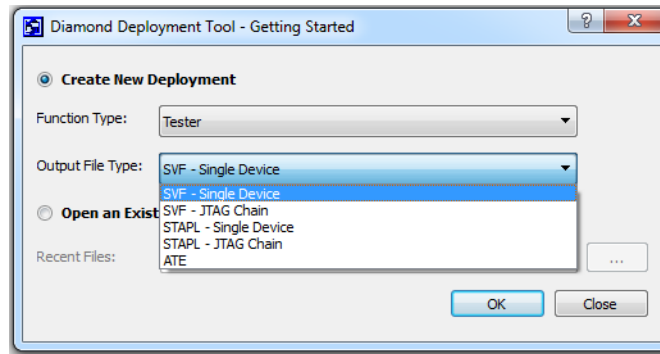 Diamond Deployment Tool - Getting Started
Create New Deployment
Function Type:
Tester
Output File Type:
SVF - Single Device
SVF - Single Device
SVF - JTAG Chain
STAPL - Single Device
STAPL - JTAG Chain
ATE
Open an Exist
Recent Files:
...
OK
Close